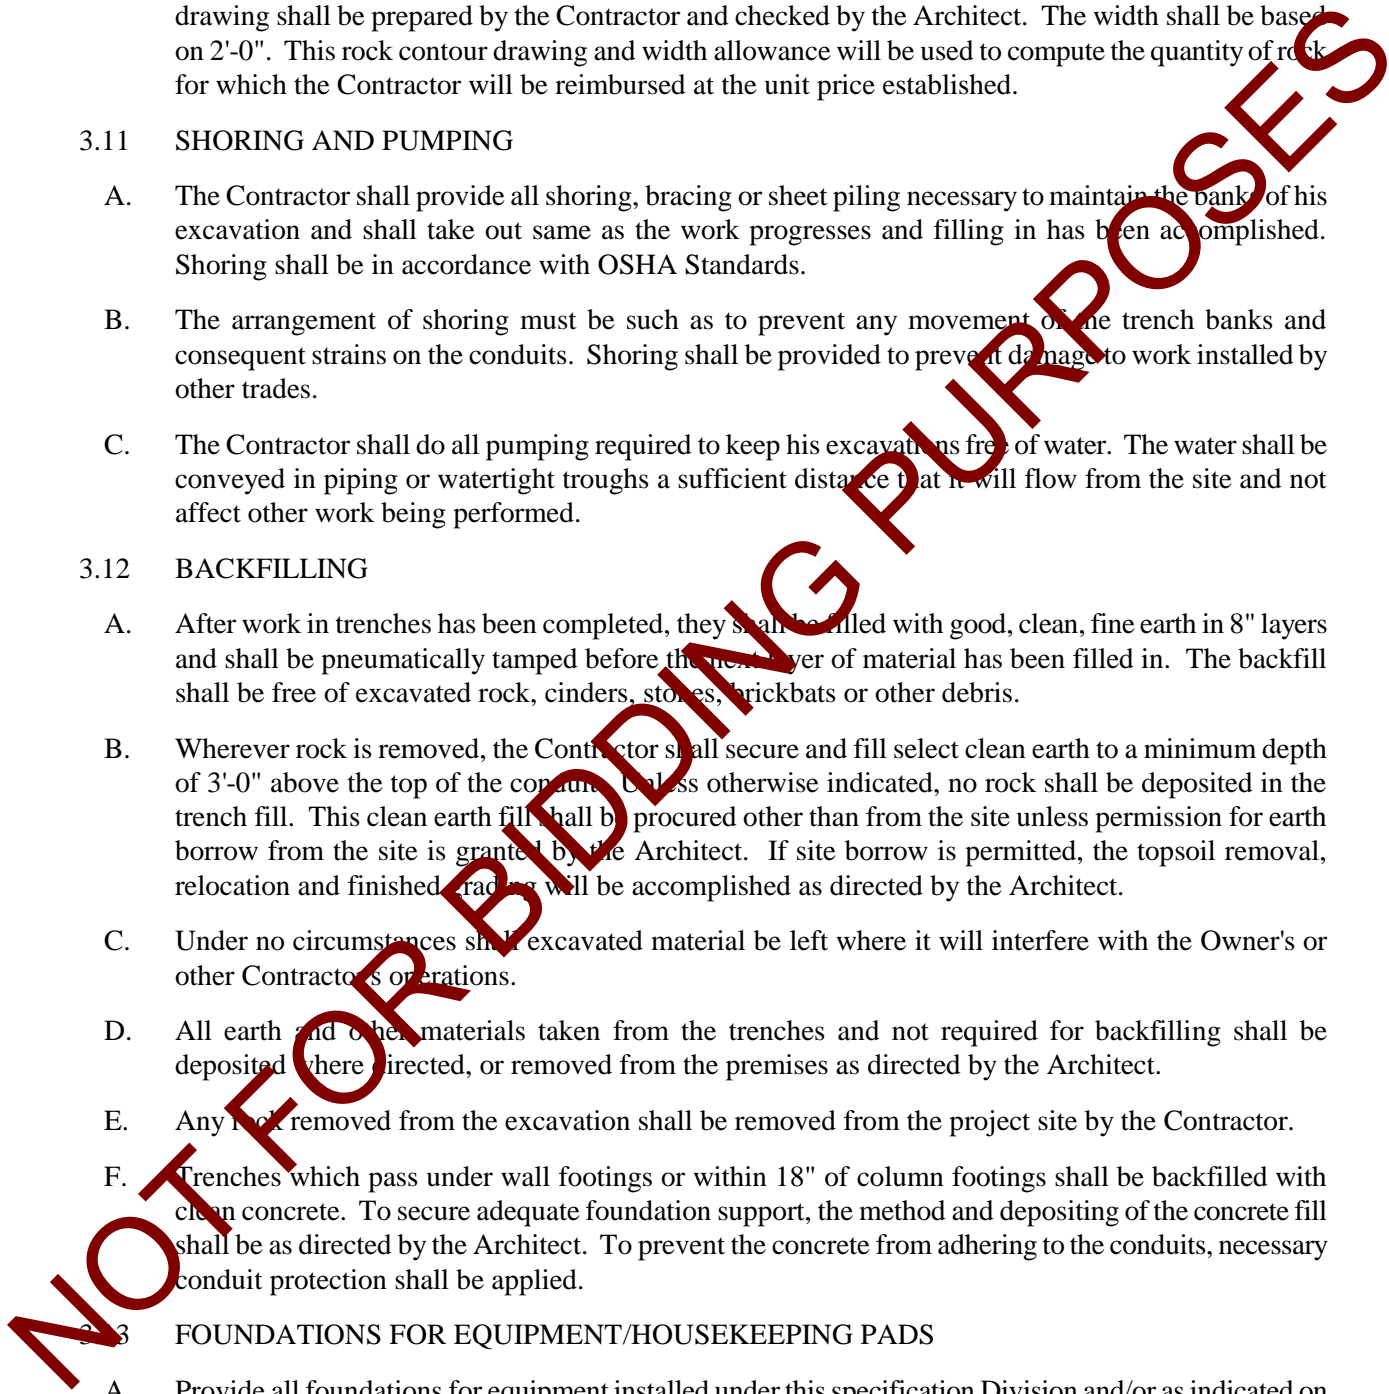 drawing shall be prepared by the Contractor and checked by the Architect. The width shall be based
on 2'-0". This rock contour drawing and width allowance will be used to compute the quantity of rock
for which the Contractor will be reimbursed at the unit price established.
3.11 SHORING AND PUMPING
A. The Contractor shall provide all shoring, bracing or sheet piling necessary to maintain the banks of his
excavation and shall take out same as the work progresses and filling in has been accomplished.
Shoring shall be in accordance with OSHA Standards.
B. The arrangement of shoring must be such as to prevent any movement of the trench banks and
consequent strains on the conduits. Shoring shall be provided to prevent damage to work installed by
other trades.
C. The Contractor shall do all pumping required to keep his excavations free of water. The water shall be
conveyed in piping or watertight troughs a sufficient distance that it will flow from the site and not
affect other work being performed.
3.12 BACKFILLING
A. After work in trenches has been completed, they shall be filled with good, clean, fine earth in 8" layers
and shall be pneumatically tamped before the next layer of material has been filled in. The backfill
shall be free of excavated rock, cinders, stones, brickbats or other debris.
B. Wherever rock is removed, the Contractor shall secure and fill select clean earth to a minimum depth
of 3'-0" above the top of the conduit. Unless otherwise indicated, no rock shall be deposited in the
trench fill. This clean earth fill shall be procured other than from the site unless permission for earth
borrow from the site is granted by the Architect. If site borrow is permitted, the topsoil removal,
relocation and finished grading will be accomplished as directed by the Architect.
C. Under no circumstances shall excavated material be left where it will interfere with the Owner's or
other Contractor's operations.
D. All earth and other materials taken from the trenches and not required for backfilling shall be
deposited where directed, or removed from the premises as directed by the Architect.
E. Any rock removed from the excavation shall be removed from the project site by the Contractor.
F. Trenches which pass under wall footings or within 18" of column footings shall be backfilled with
clean concrete. To secure adequate foundation support, the method and depositing of the concrete fill
shall be as directed by the Architect. To prevent the concrete from adhering to the conduits, necessary
conduit protection shall be applied.
3.13 FOUNDATIONS FOR EQUIPMENT/HOUSEKEEPING PADS
A. Provide all foundations for equipment installed under this specification Division and/or as indicated on
NOT FOR BIDDING PURPOSES